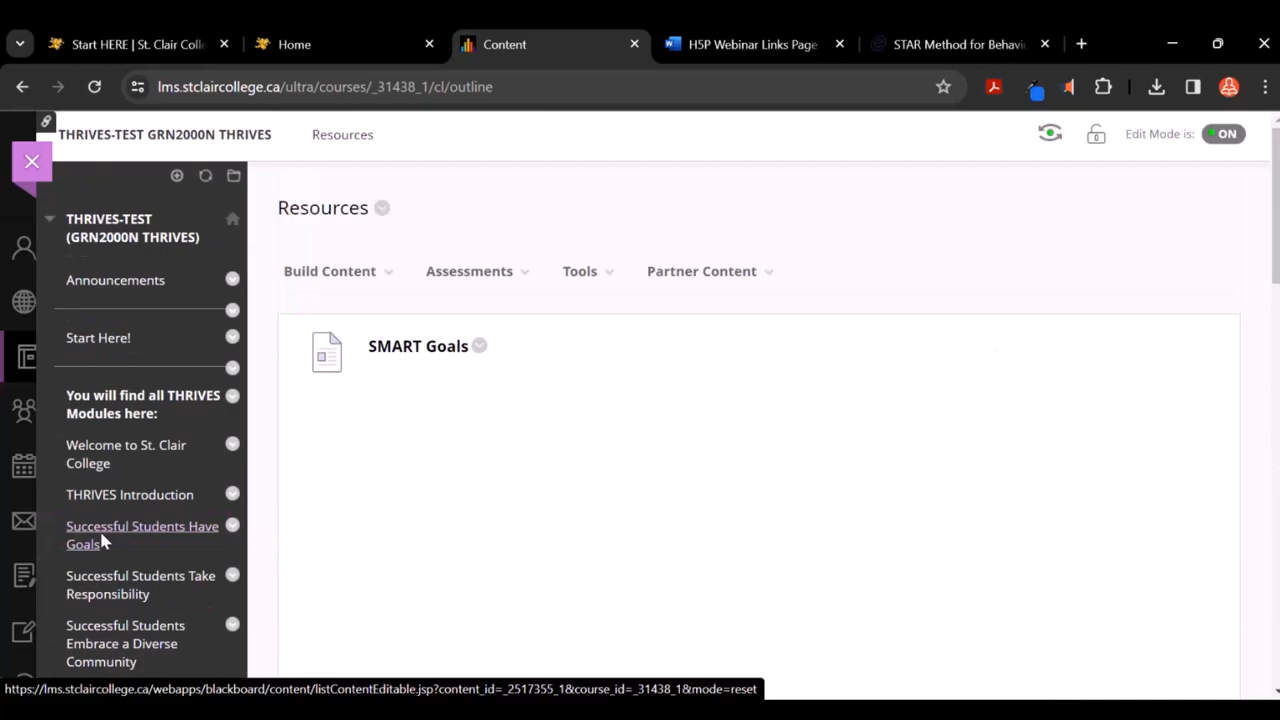 Start HERE | St. Clair Coll
Home
Content
H5P Webinar Links Page
STAR Method for Behavi
lms.stclaircollege.ca/ultra/courses/_31438_1/cl/outline
THRIVES-TEST GRN2000N THRIVES
Resources
Edit Mode is:
ON
THRIVES-TEST
(GRN2000N THRIVES)
Announcements
Start Here!
You will find all THRIVES
Modules here:
Welcome to St. Clair
College
THRIVES Introduction
Successful Students Have
Goals
Successful Students Take
Responsibility
Successful Students
Embrace a Diverse
Community
Resources
Build Content
Assessments
Tools
Partner Content
SMART Goals
https://lms.stclaircollege.ca/webapps/blackboard/content/listContentEditable.jsp?content_id=_2517355_1&course_id=_31438_1&mode=reset